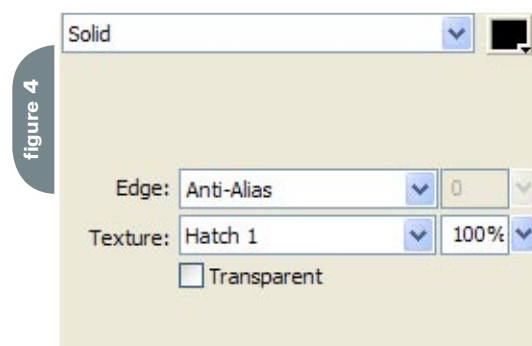 figure 4
Solid
Edge: Anti-Alias 0
Texture: Hatch 1 100%
Transparent